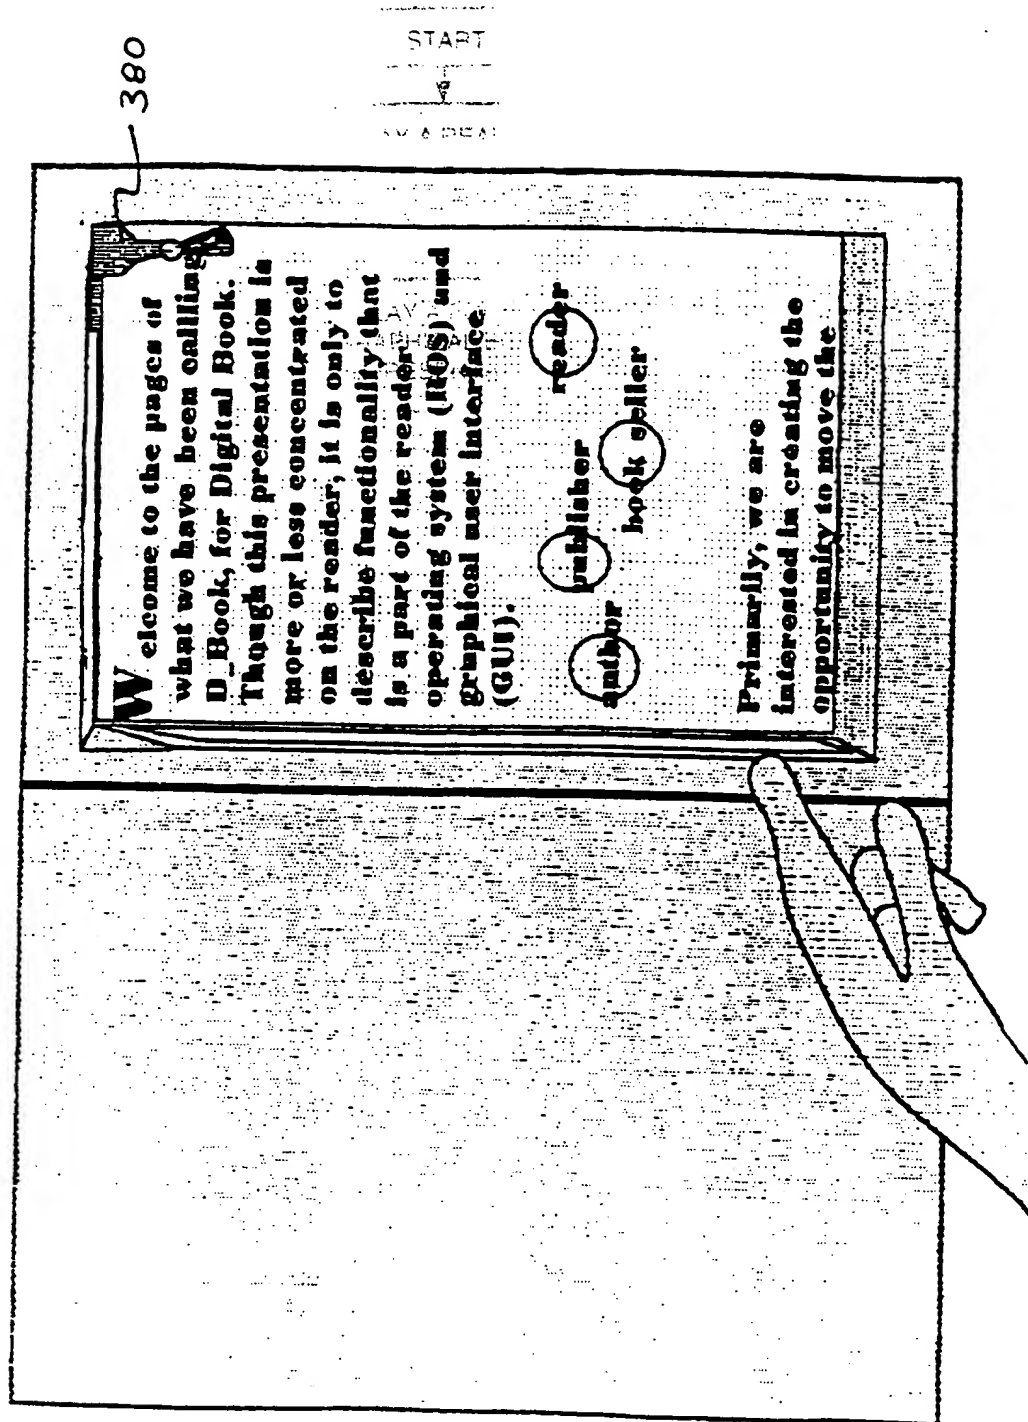 380
START
Welcome to the pages of
what we have been callling
D_Book, for Digital Book.
Though this presentation is
more or less concentrated
on the reader, it is only to
describe functionality that
is a part of the reader
operating system (ROS) und
graphical user interface
(GUI).
author
publisher
book seller
reader
Primarily, we are
interested in creating the
opportunity to move the